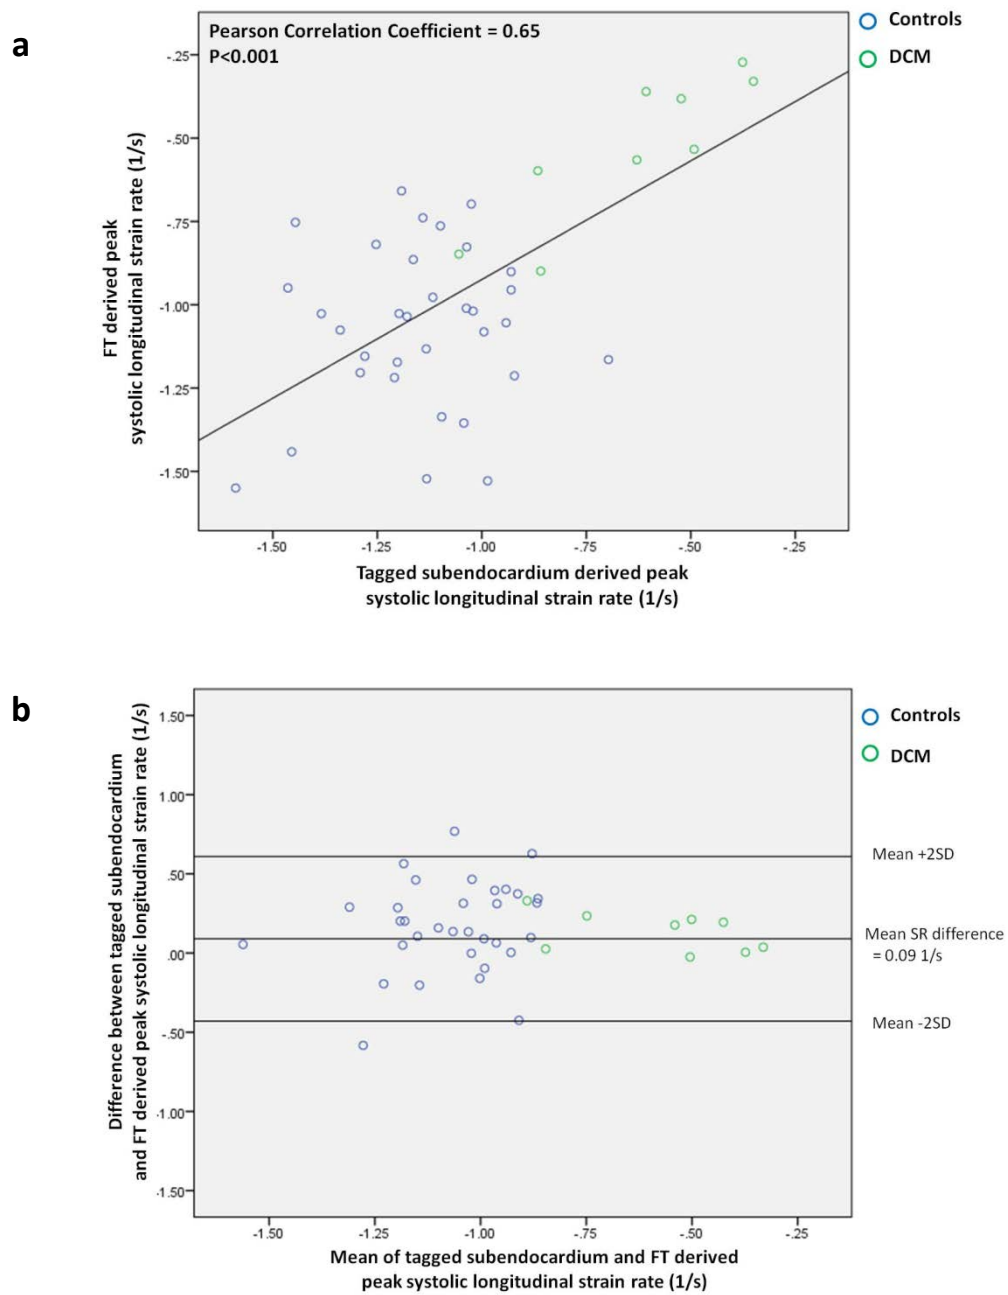 a
Pearson Correlation Coefficient = 0.65
P<0.001
Controls
DCM
FT derived peak
systolic longitudinal strain rate (1/s)
-.25
-.50
-.75
-1.00
-1.25
-1.50
-1.50 -1.25 -1.00 -.75 -.50 -.25
Tagged subendocardium derived peak
systolic longitudinal strain rate (1/s)
b
Controls
DCM
Difference between tagged subendocardium
and FT derived peak systolic longitudinal strain rate (1/s)
1.50
1.00
.50
.00
-.50
-1.00
-1.50
Mean +2SD
Mean SR difference
= 0.09 1/s
Mean -2SD
-1.50 -1.25 -1.00 -.75 -.50 -.25
Mean of tagged subendocardium and FT derived
peak systolic longitudinal strain rate (1/s)